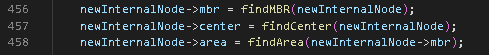 456 newInternalNode->mbr = findMBR(newInternalNode);
457 newInternalNode->center = findCenter(newInternalNode);
458 newInternalNode->area = findArea(newInternalNode->mbr);